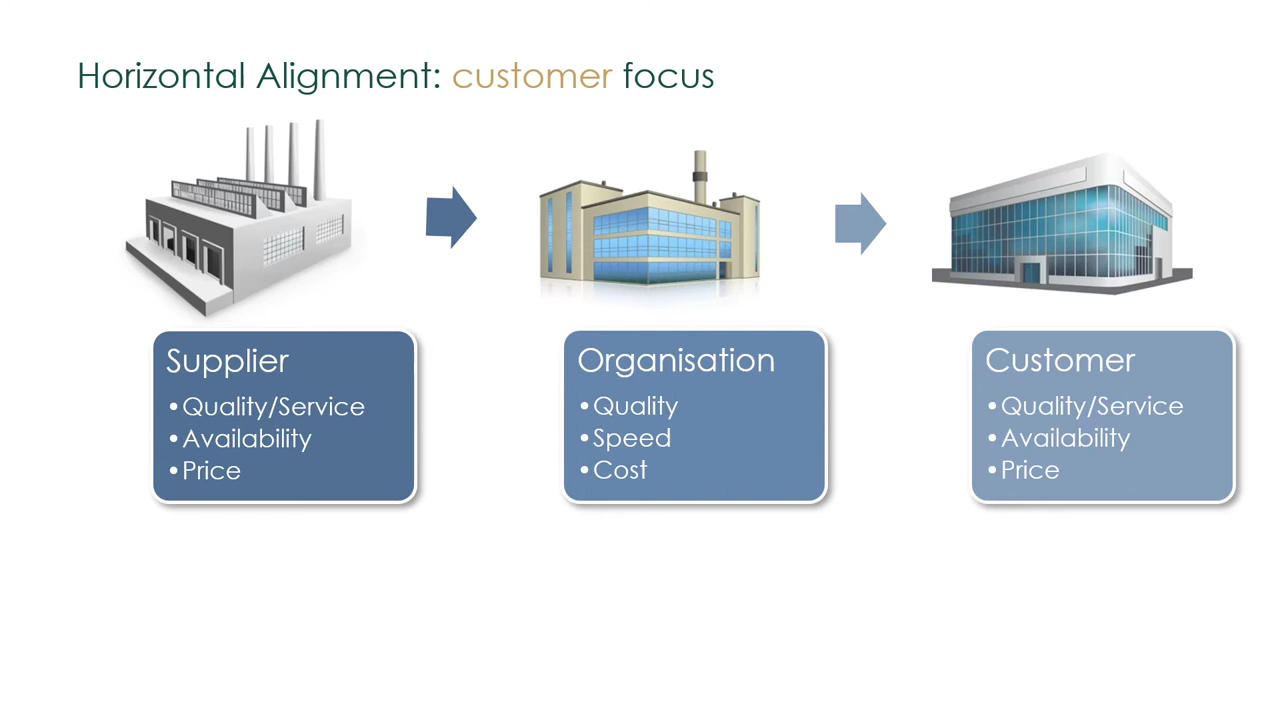 Horizontal Alignment: customer focus
Supplier
•Quality/Service
•Availability
•Price
Organisation
•Quality
•Speed
•Cost
Customer
•Quality/Service
•Availability
•Price